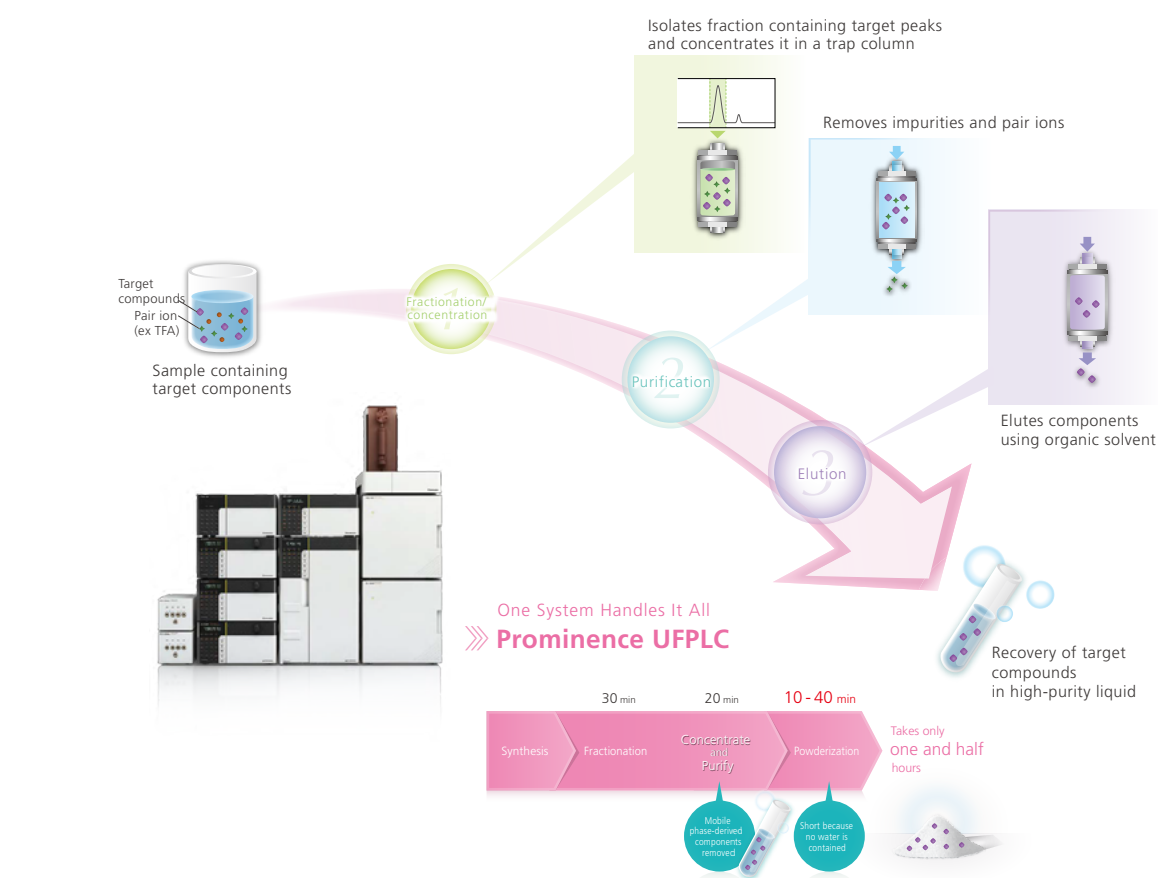 Isolates fraction containing target peaks
and concentrates it in a trap column
Removes impurities and pair ions
Target
compounds
Pair ion
(ex TFA)
Sample containing
target components
1
Fractionation/
concentration
2
Purification
3
Elution
Elutes components
using organic solvent
One System Handles It All
Prominence UFPLC
Recovery of target
compounds
in high-purity liquid
30 min
20 min
10 - 40 min
Synthesis
Fractionation
Concentrate
and
Purify
Powderization
Takes only
one and half
hours
Mobile
phase-derived
components
removed
Short because
no water is
contained